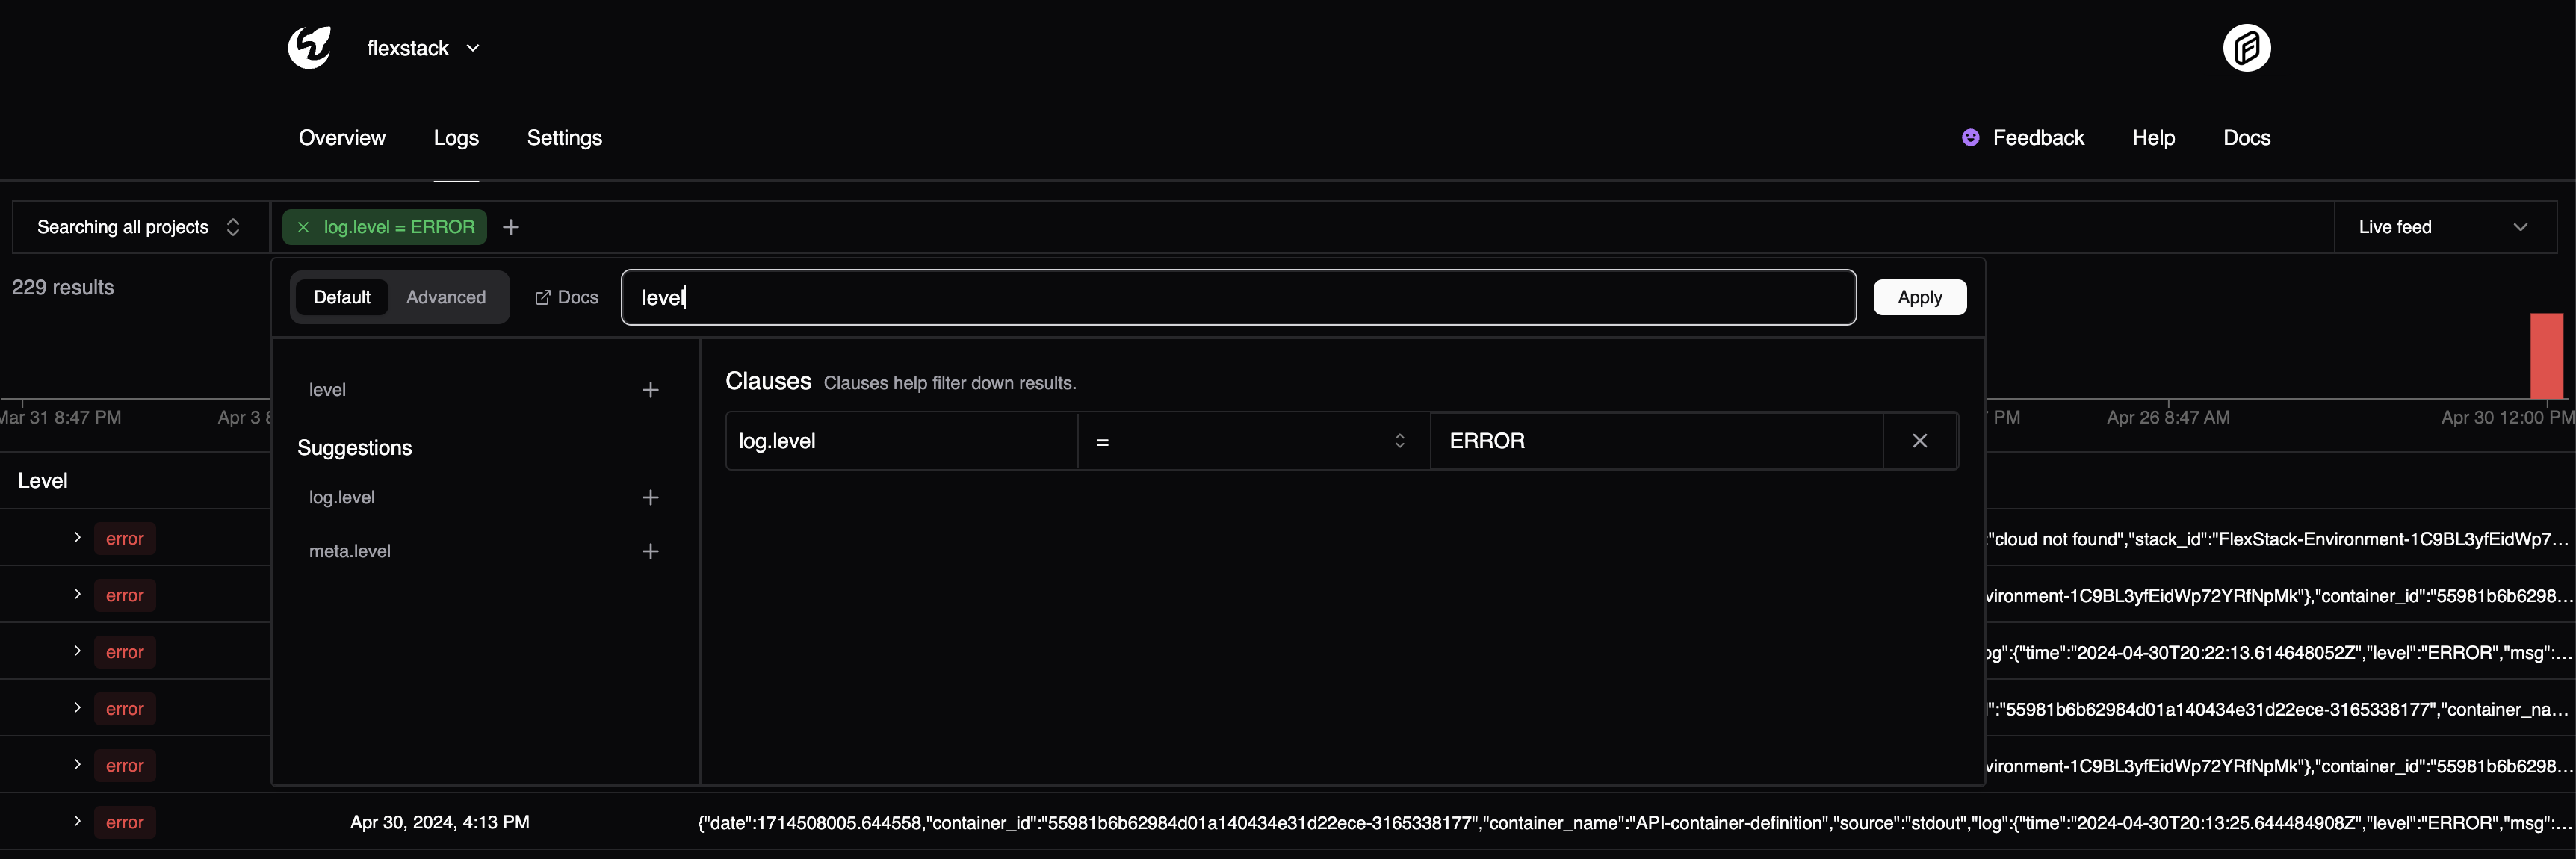 flexstack
Overview Logs Settings
Feedback Help Docs
Searching all projects
log.level = ERROR
Live feed
229 results
Default Advanced Docs level Apply
level
Suggestions
log.level
meta.level
Clauses Clauses help filter down results.
log.level = ERROR
Mar 31 8:47 PM Apr 3 8 PM Apr 26 8:47 AM Apr 30 12:00 PM
Level
error :"cloud not found","stack_id":"FlexStack-Environment-1C9BL3yfEidWp7...
error vironment-1C9BL3yfEidWp72YRfNpMk"},"container_id":"55981b6b6298...
error og":{"time":"2024-04-30T20:22:13.614648052Z","level":"ERROR","msg":...
error l":"55981b6b62984d01a140434e31d22ece-3165338177","container_na...
error vironment-1C9BL3yfEidWp72YRfNpMk"},"container_id":"55981b6b6298...
error Apr 30, 2024, 4:13 PM {"date":1714508005.644558,"container_id":"55981b6b62984d01a140434e31d22ece-3165338177","container_name":"API-container-definition","source":"stdout","log":{"time":"2024-04-30T20:13:25.644484908Z","level":"ERROR","msg":...